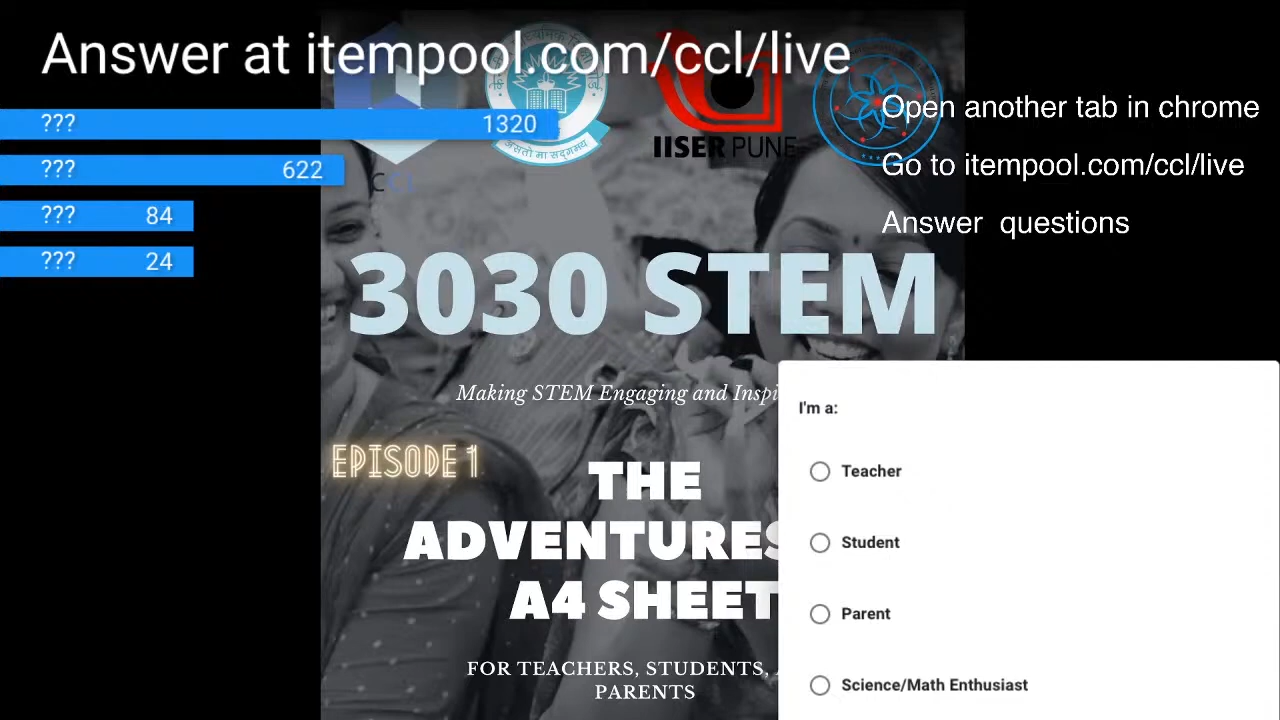 Answer at itempool.com/ccl/live
??? 1320
??? 622
??? 84
??? 24
IISER PUNE
Open another tab in chrome
Go to itempool.com/ccl/live
Answer questions
3030 STEM
Making STEM Engaging and Inspi
EPISODE 1
THE
ADVENTURES
A4 SHEET
FOR TEACHERS, STUDENTS,
PARENTS
I'm a:
Teacher
Student
Parent
Science/Math Enthusiast